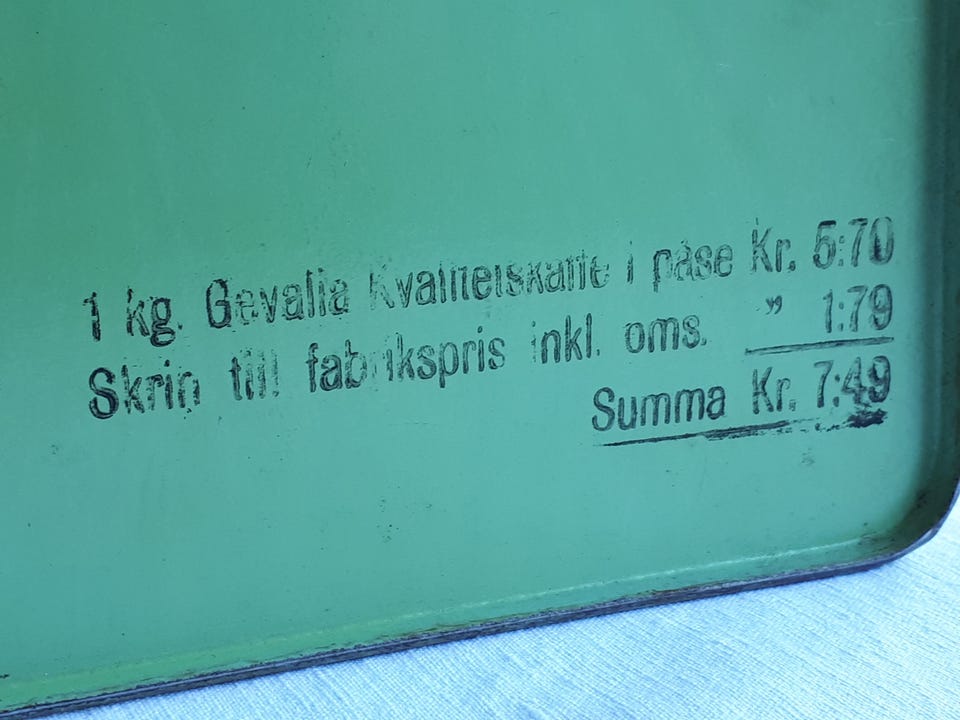 1 kg. Gevalia Kvalitetskaffe i påse Kr. 5:70
Skrin till fabrikspris inkl. oms. ” 1:79
Summa Kr. 7:49